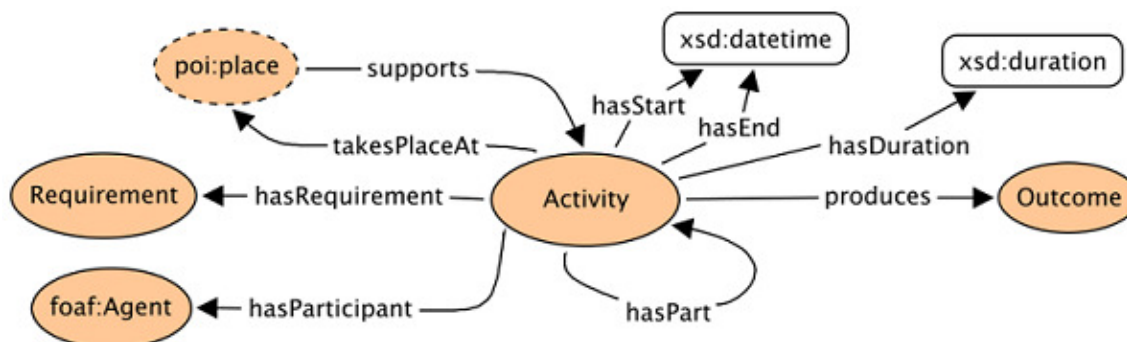 xsd:datetime
poi:place
supports
xsd:duration
hasStart
hasEnd
takesPlaceAt
hasDuration
Requirement
hasRequirement
Activity
produces
Outcome
foaf:Agent
hasParticipant
hasPart